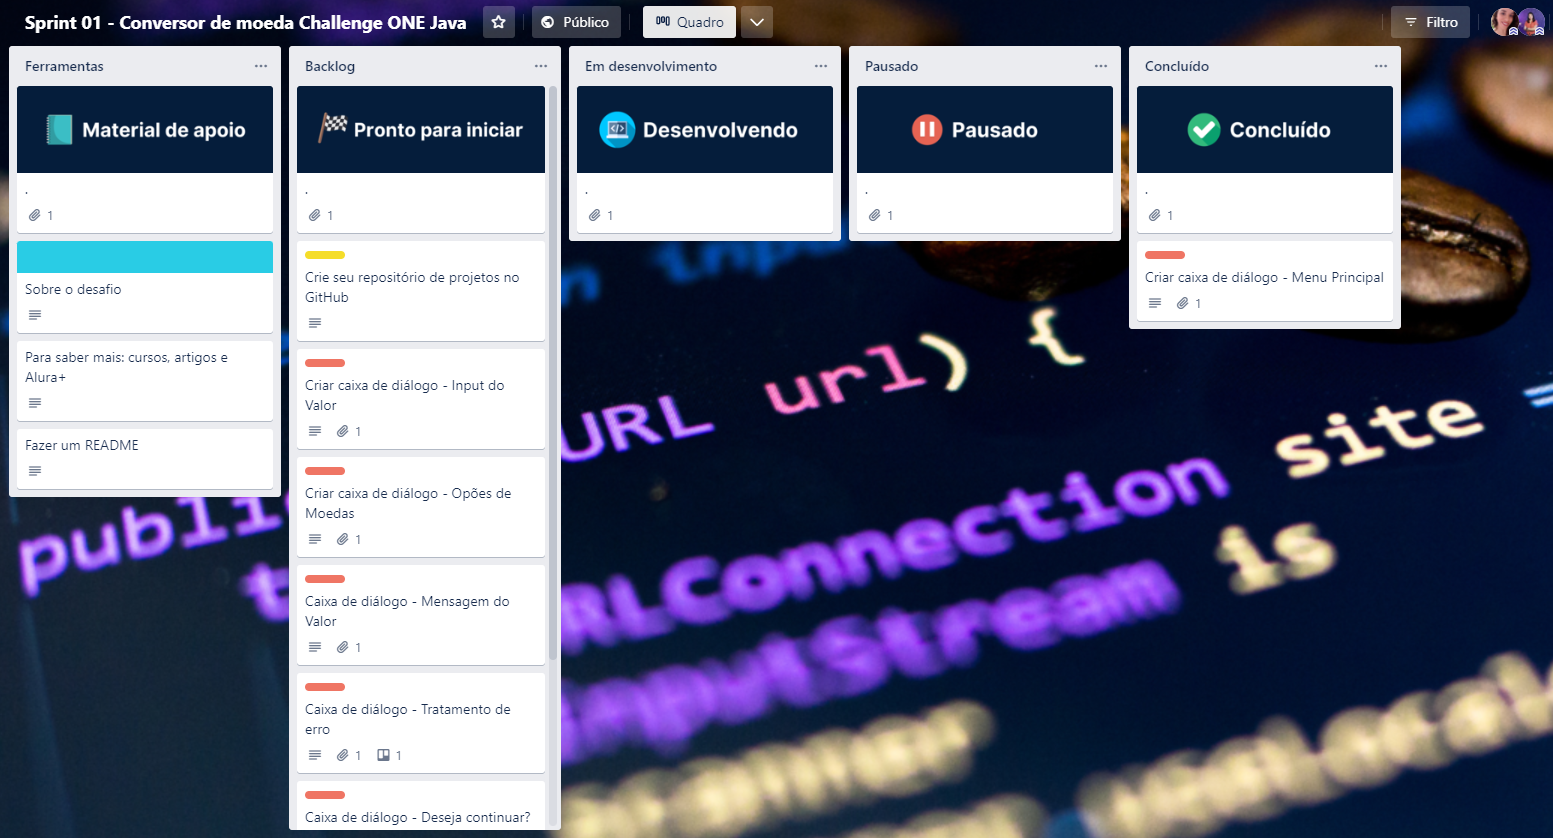 Sprint 01 - Conversor de moeda Challenge ONE Java
Público
Quadro
Filtro
Ferramentas
Material de apoio
.
1
Sobre o desafio
Para saber mais: cursos, artigos e
Alura+
Fazer um README
Backlog
Pronto para iniciar
.
1
Crie seu repositório de projetos no
GitHub
Criar caixa de diálogo - Input do
Valor
1
Criar caixa de diálogo - Opões de
Moedas
1
Caixa de diálogo - Mensagem do
Valor
1
Caixa de diálogo - Tratamento de
erro
1
1
Caixa de diálogo - Deseja continuar?
Em desenvolvimento
Desenvolvendo
.
1
Pausado
Pausado
.
1
Concluído
Concluído
.
1
Criar caixa de diálogo - Menu Principal
1
URL url) {
site =
is